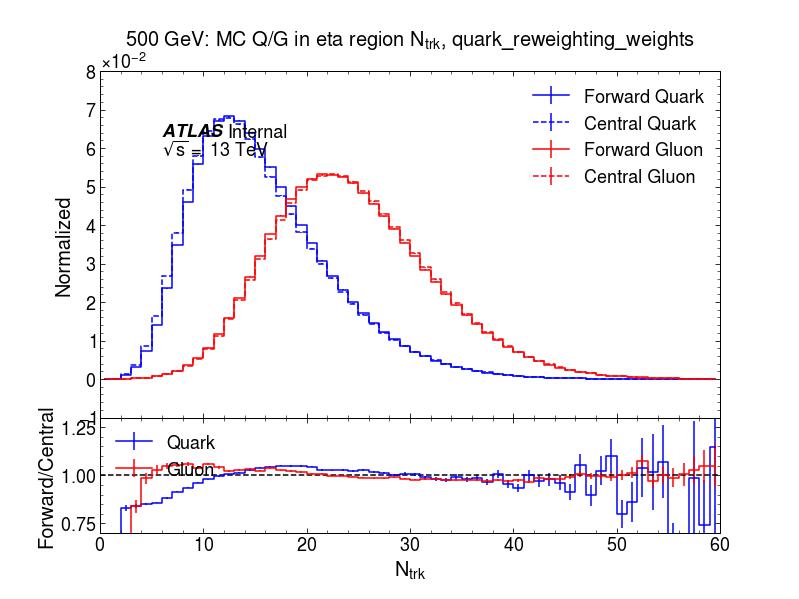 500 GeV: MC Q/G in eta region N_trk, quark_reweighting_weights
×10⁻²
8
7
6
5
4
3
2
1
0
−1
Normalized
ATLAS Internal
√s = 13 TeV
Forward Quark
Central Quark
Forward Gluon
Central Gluon
1.25
1.00
0.75
Forward/Central
Quark
Gluon
0 10 20 30 40 50 60
N_trk